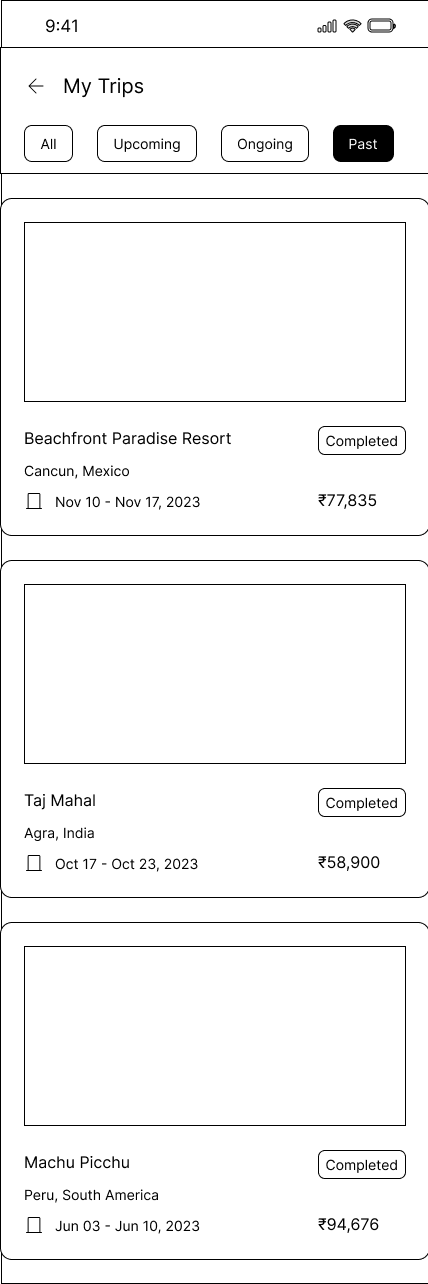 9:41
My Trips
All Upcoming Ongoing Past
Beachfront Paradise Resort Completed
Cancun, Mexico
Nov 10 - Nov 17, 2023 ₹77,835
Taj Mahal Completed
Agra, India
Oct 17 - Oct 23, 2023 ₹58,900
Machu Picchu Completed
Peru, South America
Jun 03 - Jun 10, 2023 ₹94,676